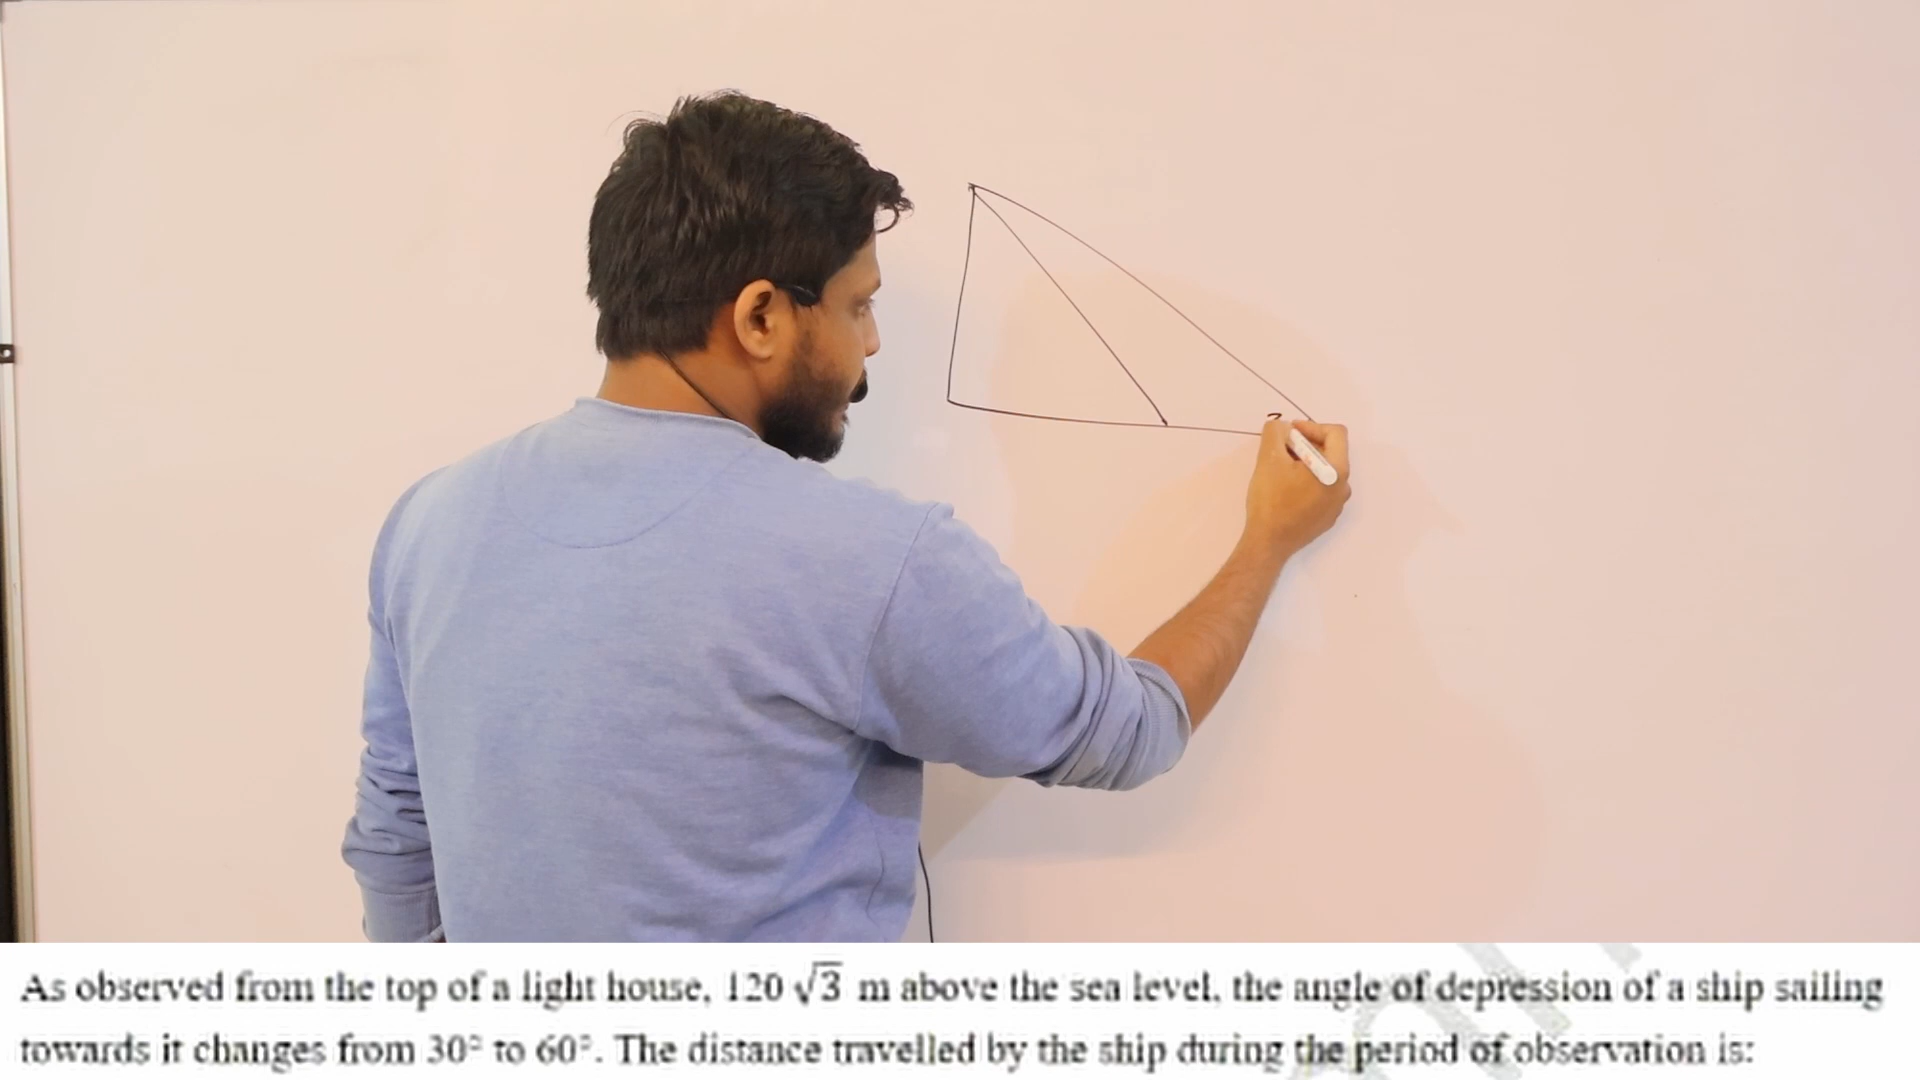 As observed from the top of a light house, 120 √3 m above the sea level, the angle of depression of a ship sailing
towards it changes from 30° to 60°. The distance travelled by the ship during the period of observation is: